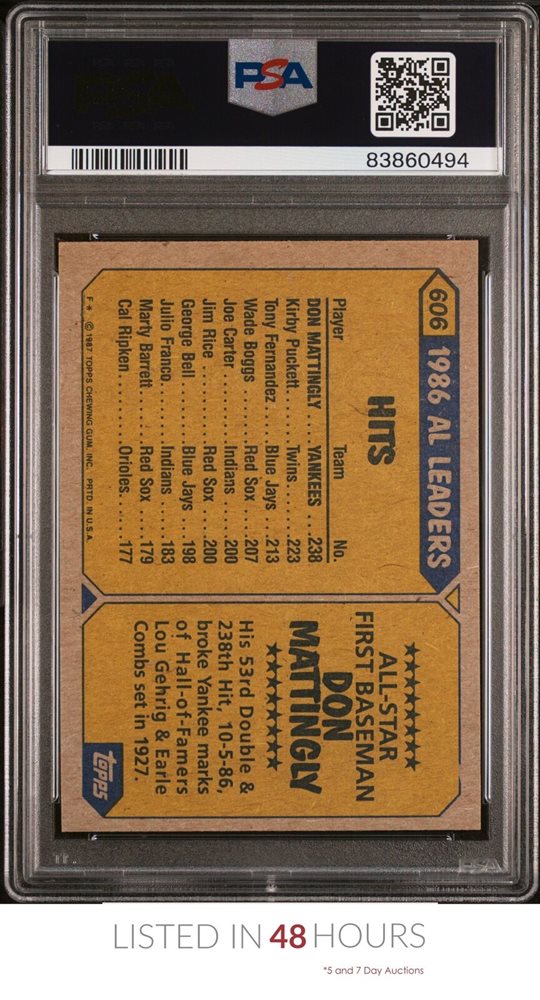 PSA
83860494
606 1986 AL LEADERS
HITS
Player Team No.
DON MATTINGLY . . . YANKEES . . . 238
Kirby Puckett. . . . . . Twins. . . . . . 223
Tony Fernandez . . . . Blue Jays . . . 213
Wade Boggs . . . . . . Red Sox . . . . 207
Joe Carter. . . . . . . . Indians . . . . 200
Jim Rice . . . . . . . . . Red Sox . . . . 200
George Bell . . . . . . . Blue Jays . . . 198
Julio Franco. . . . . . . Indians . . . . 183
Marty Barrett. . . . . . Red Sox . . . . 179
Cal Ripken . . . . . . . . Orioles. . . . . 177
F* © 1987 TOPPS CHEWING GUM, INC. PRTD. IN U.S.A.
ALL-STAR
FIRST BASEMAN
DON
MATTINGLY
His 53rd Double &
238th Hit, 10-5-86,
broke Yankee marks
of Hall-of-Famers
Lou Gehrig & Earle
Combs set in 1927.
topps
PSA
LISTED IN 48 HOURS
*5 and 7 Day Auctions